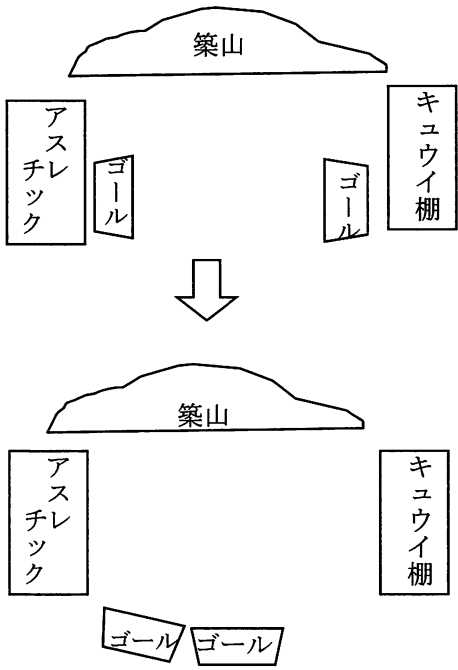 築山
アスレ
チック
ゴール
ゴール
キュウイ棚
築山
アスレ
チック
キュウイ棚
ゴール
ゴール